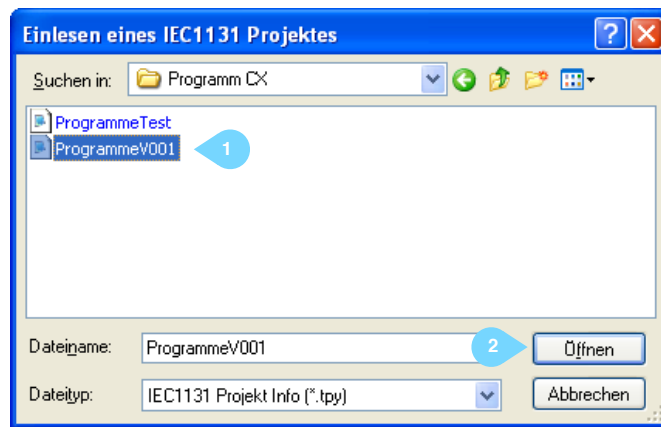 Einlesen eines IEC1131 Projektes
Suchen in: Programm CX
ProgrammeTest
ProgrammeV001 1
Dateiname: ProgrammeV001 2 Öffnen
Dateityp: IEC1131 Projekt Info (*.tpy) Abbrechen